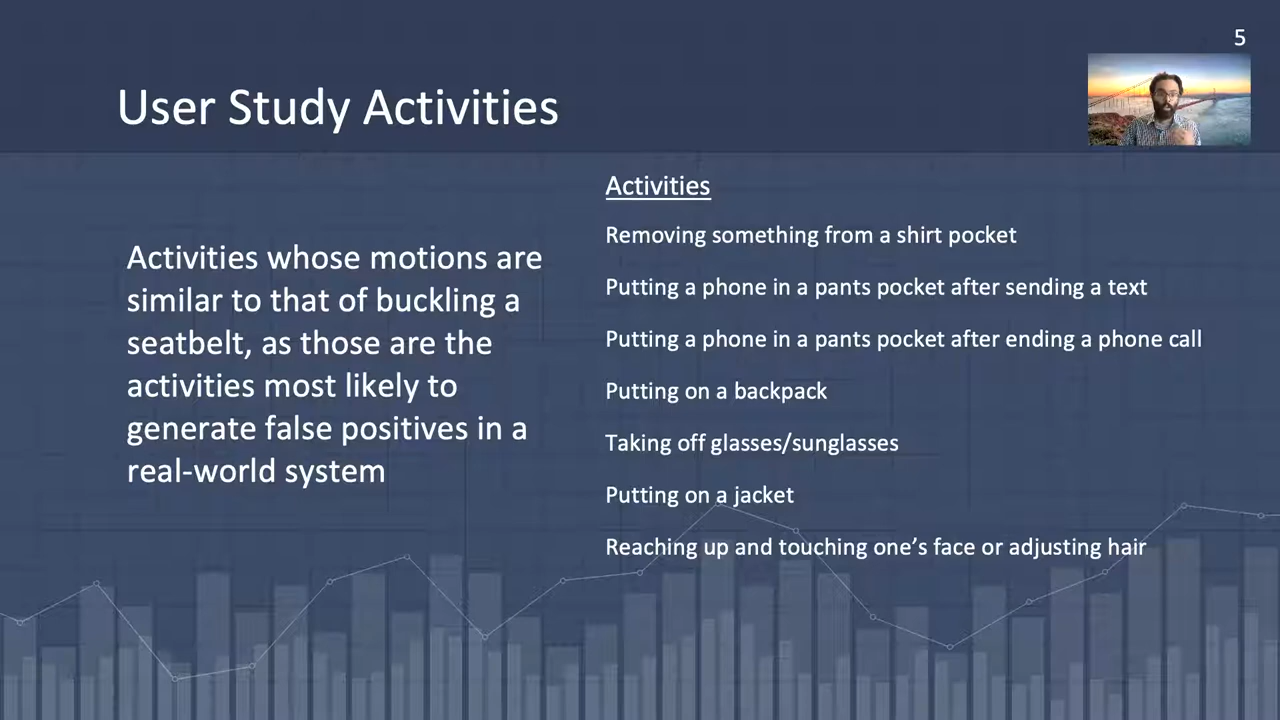 5
User Study Activities
Activities whose motions are
similar to that of buckling a
seatbelt, as those are the
activities most likely to
generate false positives in a
real-world system
Activities
Removing something from a shirt pocket
Putting a phone in a pants pocket after sending a text
Putting a phone in a pants pocket after ending a phone call
Putting on a backpack
Taking off glasses/sunglasses
Putting on a jacket
Reaching up and touching one’s face or adjusting hair